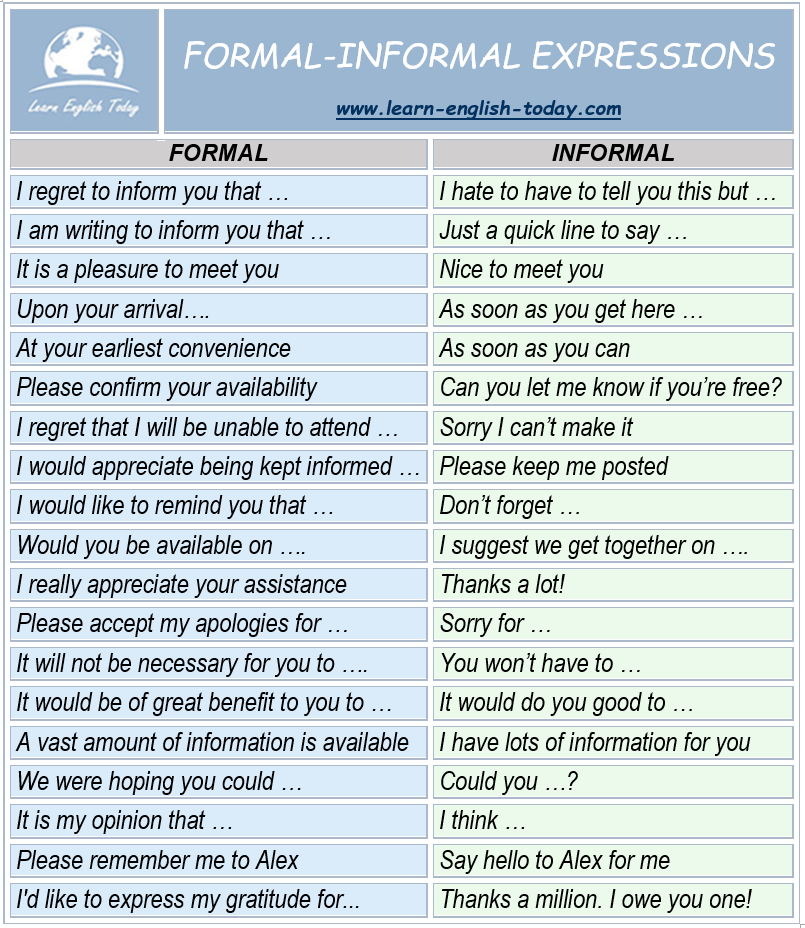 Learn English Today
FORMAL-INFORMAL EXPRESSIONS
www.learn-english-today.com
FORMAL INFORMAL
I regret to inform you that … I hate to have to tell you this but …
I am writing to inform you that … Just a quick line to say …
It is a pleasure to meet you Nice to meet you
Upon your arrival…. As soon as you get here …
At your earliest convenience As soon as you can
Please confirm your availability Can you let me know if you’re free?
I regret that I will be unable to attend … Sorry I can’t make it
I would appreciate being kept informed … Please keep me posted
I would like to remind you that … Don’t forget …
Would you be available on …. I suggest we get together on ….
I really appreciate your assistance Thanks a lot!
Please accept my apologies for … Sorry for …
It will not be necessary for you to …. You won’t have to …
It would be of great benefit to you to … It would do you good to …
A vast amount of information is available I have lots of information for you
We were hoping you could … Could you …?
It is my opinion that … I think …
Please remember me to Alex Say hello to Alex for me
I'd like to express my gratitude for... Thanks a million. I owe you one!